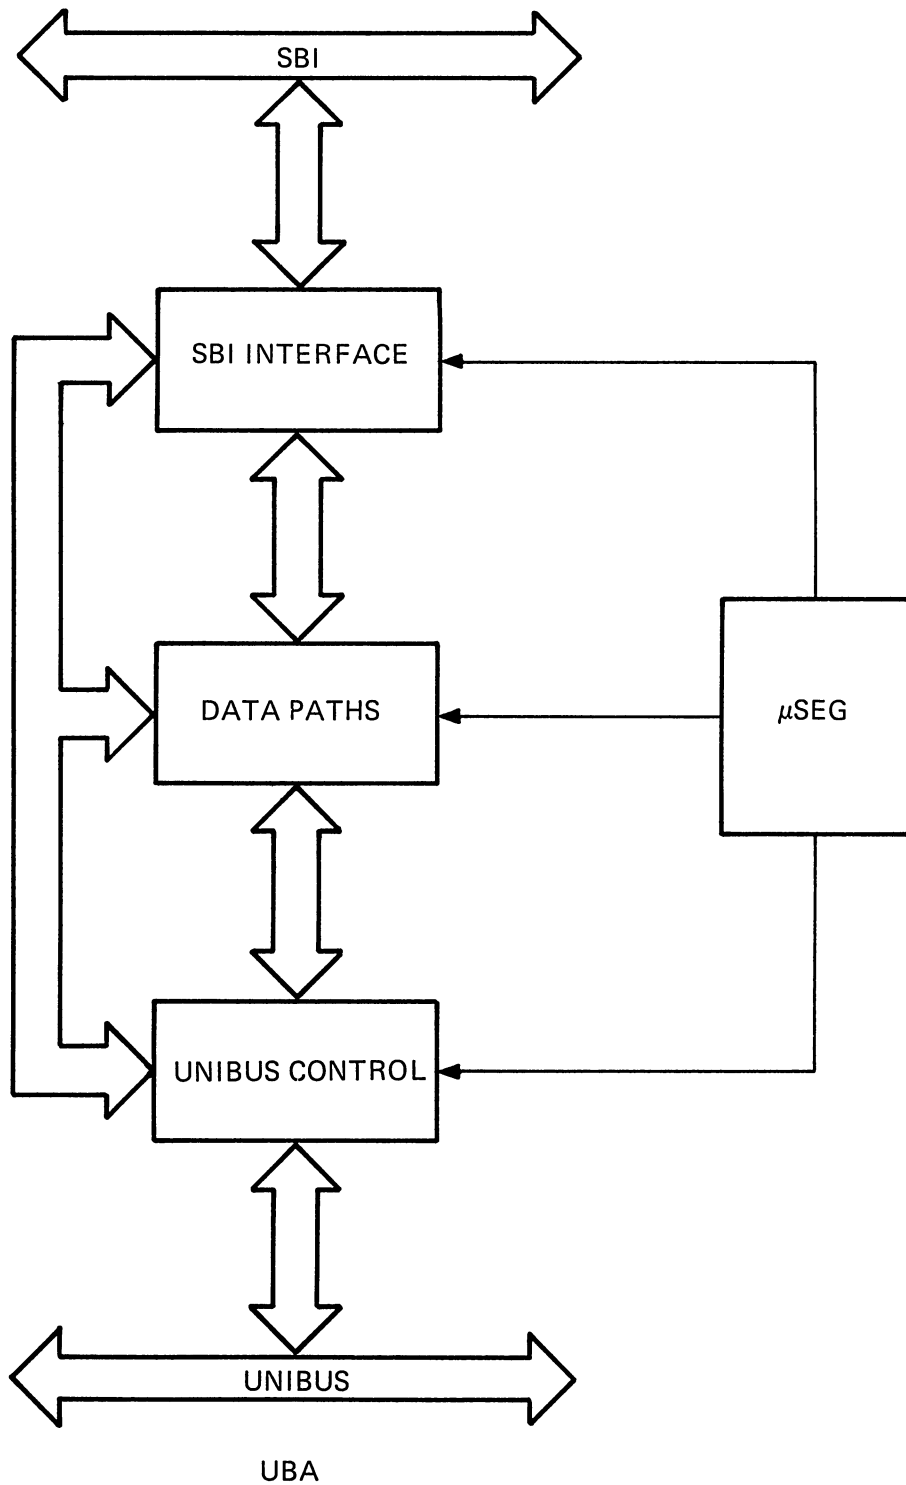 SBI
SBI INTERFACE
DATA PATHS
μSEG
UNIBUS CONTROL
UNIBUS
UBA